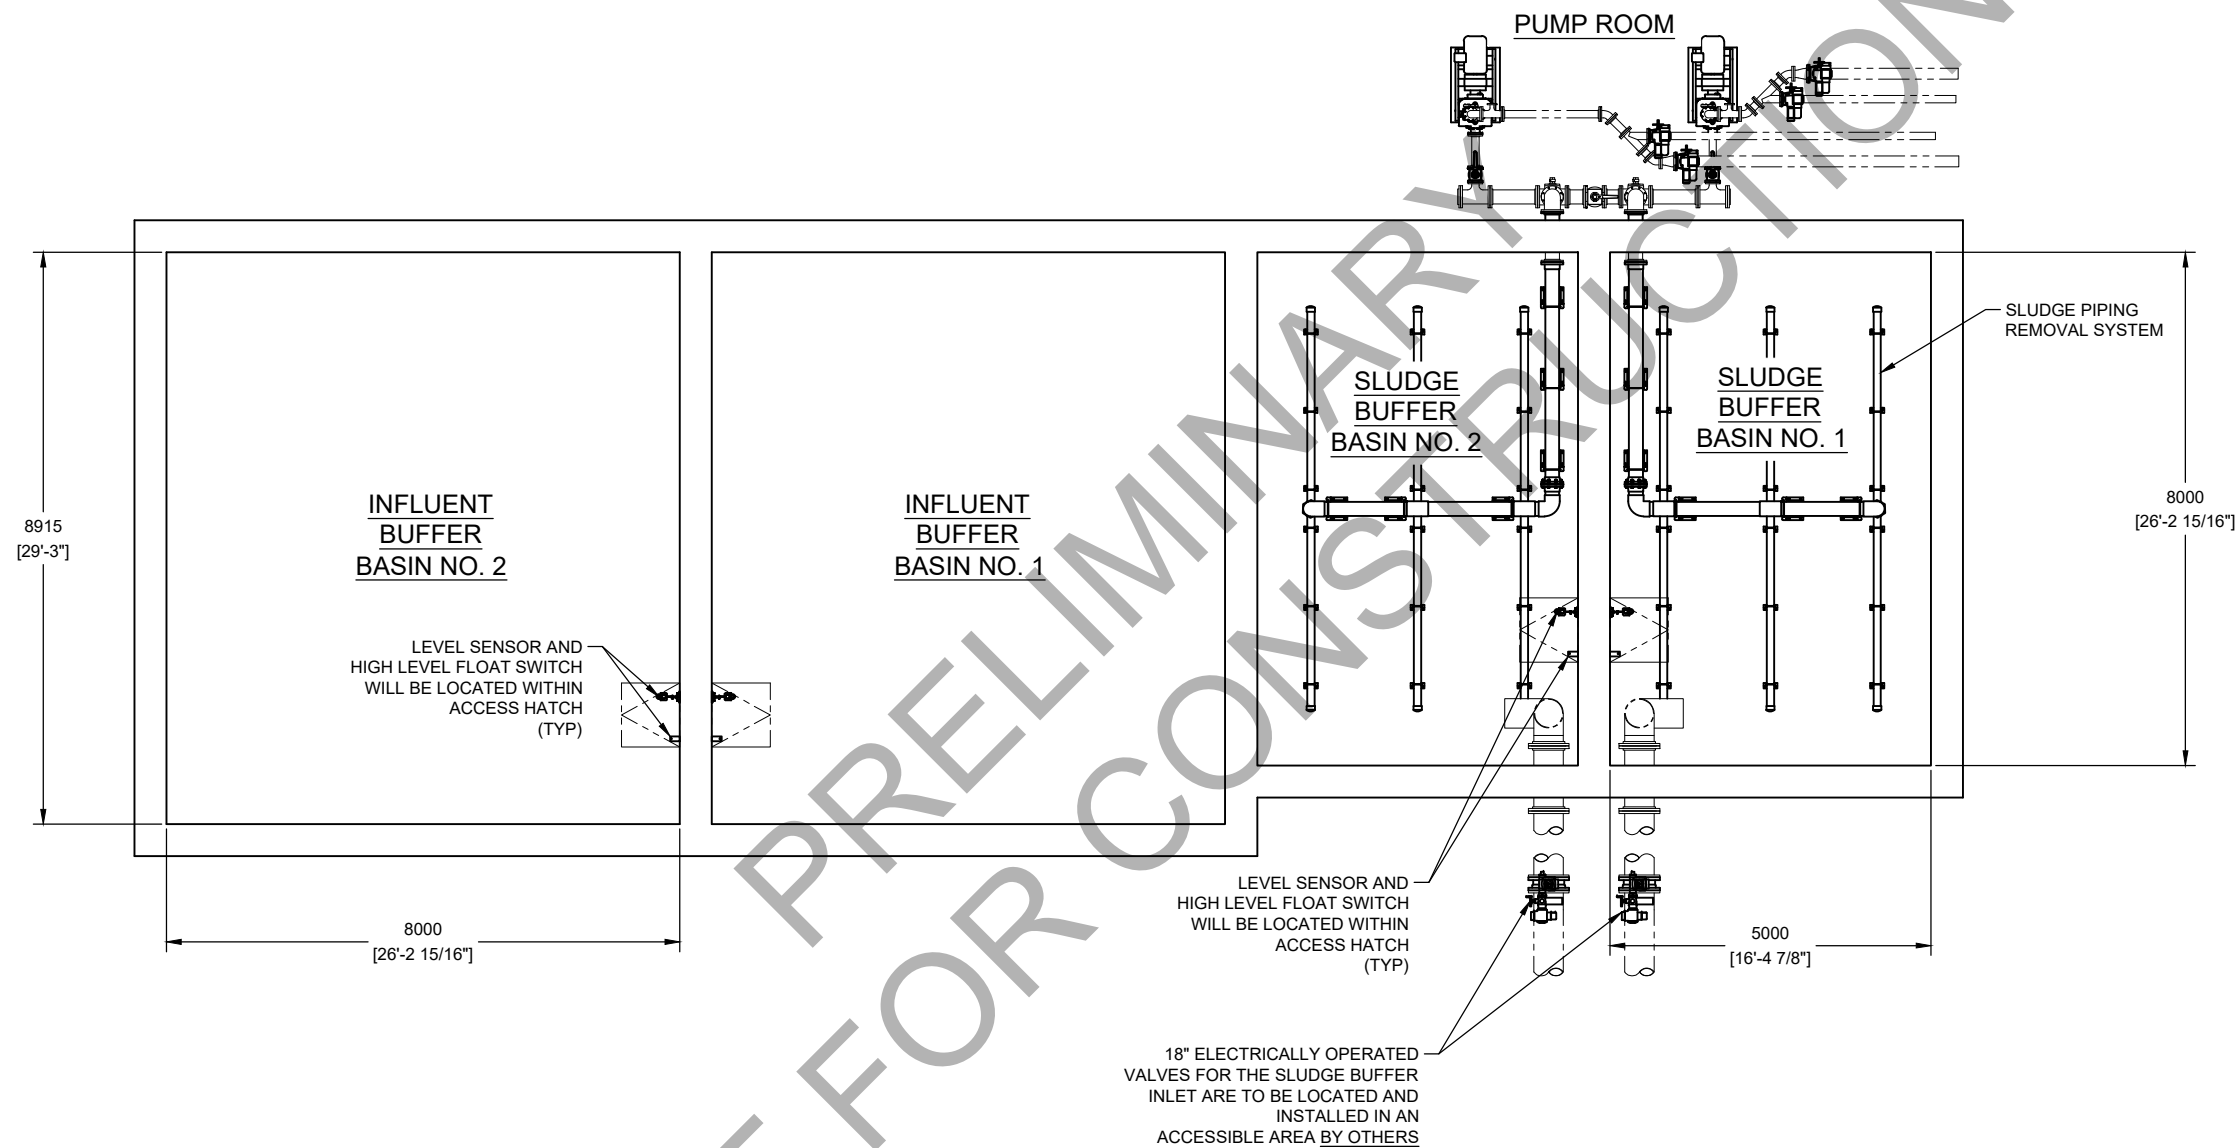 PUMP ROOM
SLUDGE PIPING
REMOVAL SYSTEM
SLUDGE
BUFFER
BASIN NO. 2
SLUDGE
BUFFER
BASIN NO. 1
INFLUENT
BUFFER
BASIN NO. 2
INFLUENT
BUFFER
BASIN NO. 1
8915
[29'-3"]
8000
[26'-2 15/16"]
LEVEL SENSOR AND
HIGH LEVEL FLOAT SWITCH
WILL BE LOCATED WITHIN
ACCESS HATCH
(TYP)
8000
[26'-2 15/16"]
LEVEL SENSOR AND
HIGH LEVEL FLOAT SWITCH
WILL BE LOCATED WITHIN
ACCESS HATCH
(TYP)
5000
[16'-4 7/8"]
18" ELECTRICALLY OPERATED
VALVES FOR THE SLUDGE BUFFER
INLET ARE TO BE LOCATED AND
INSTALLED IN AN
ACCESSIBLE AREA BY OTHERS
PRELIMINARY
FOR CONSTRUCTION